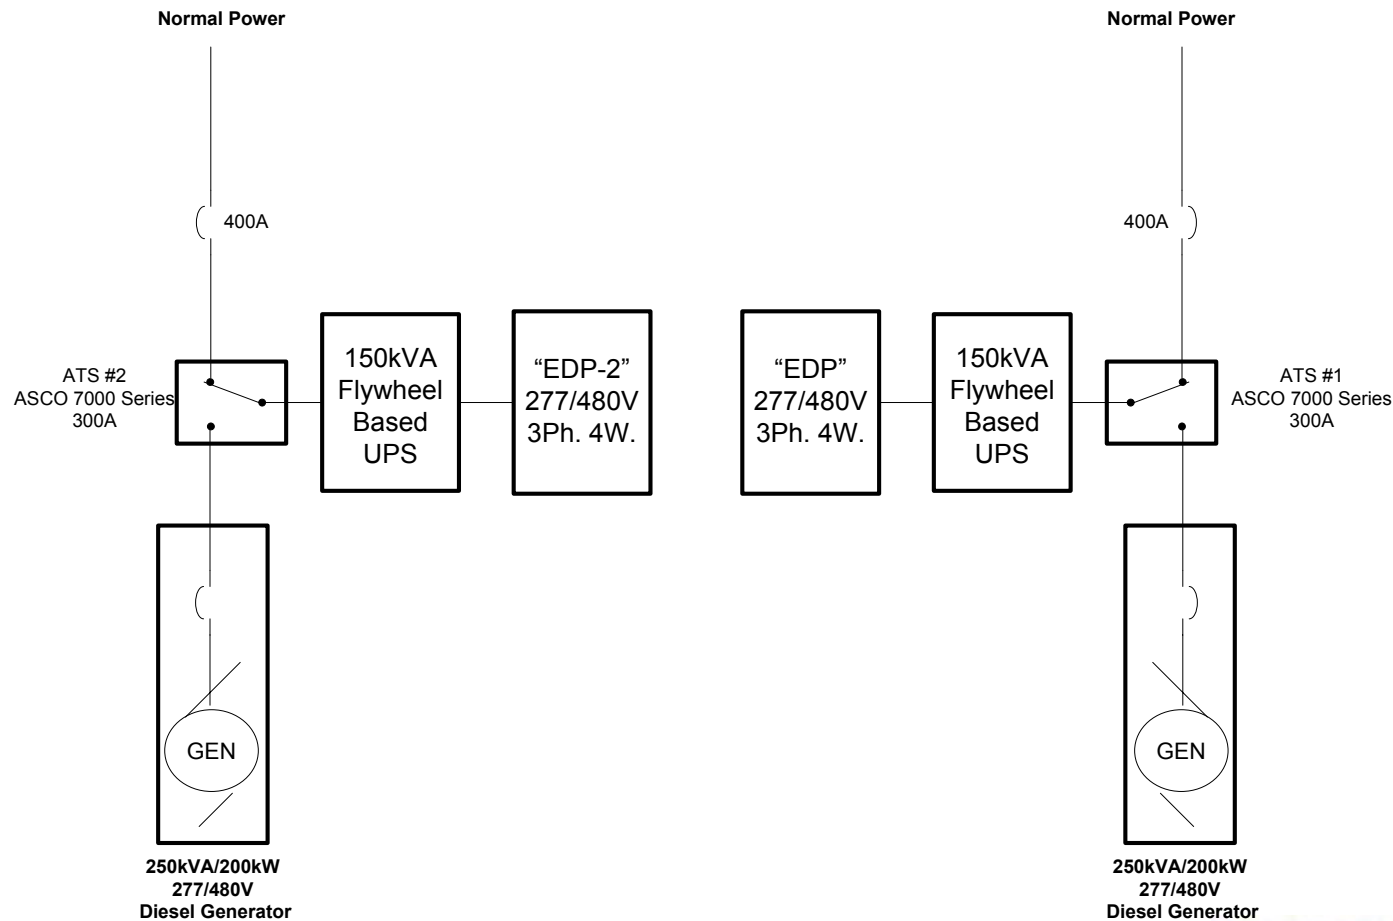 Normal Power
Normal Power
400A
400A
ATS #2
ASCO 7000 Series
300A
150kVA
Flywheel
Based
UPS
“EDP-2”
277/480V
3Ph. 4W.
“EDP”
277/480V
3Ph. 4W.
150kVA
Flywheel
Based
UPS
ATS #1
ASCO 7000 Series
300A
GEN
GEN
250kVA/200kW
277/480V
Diesel Generator
250kVA/200kW
277/480V
Diesel Generator